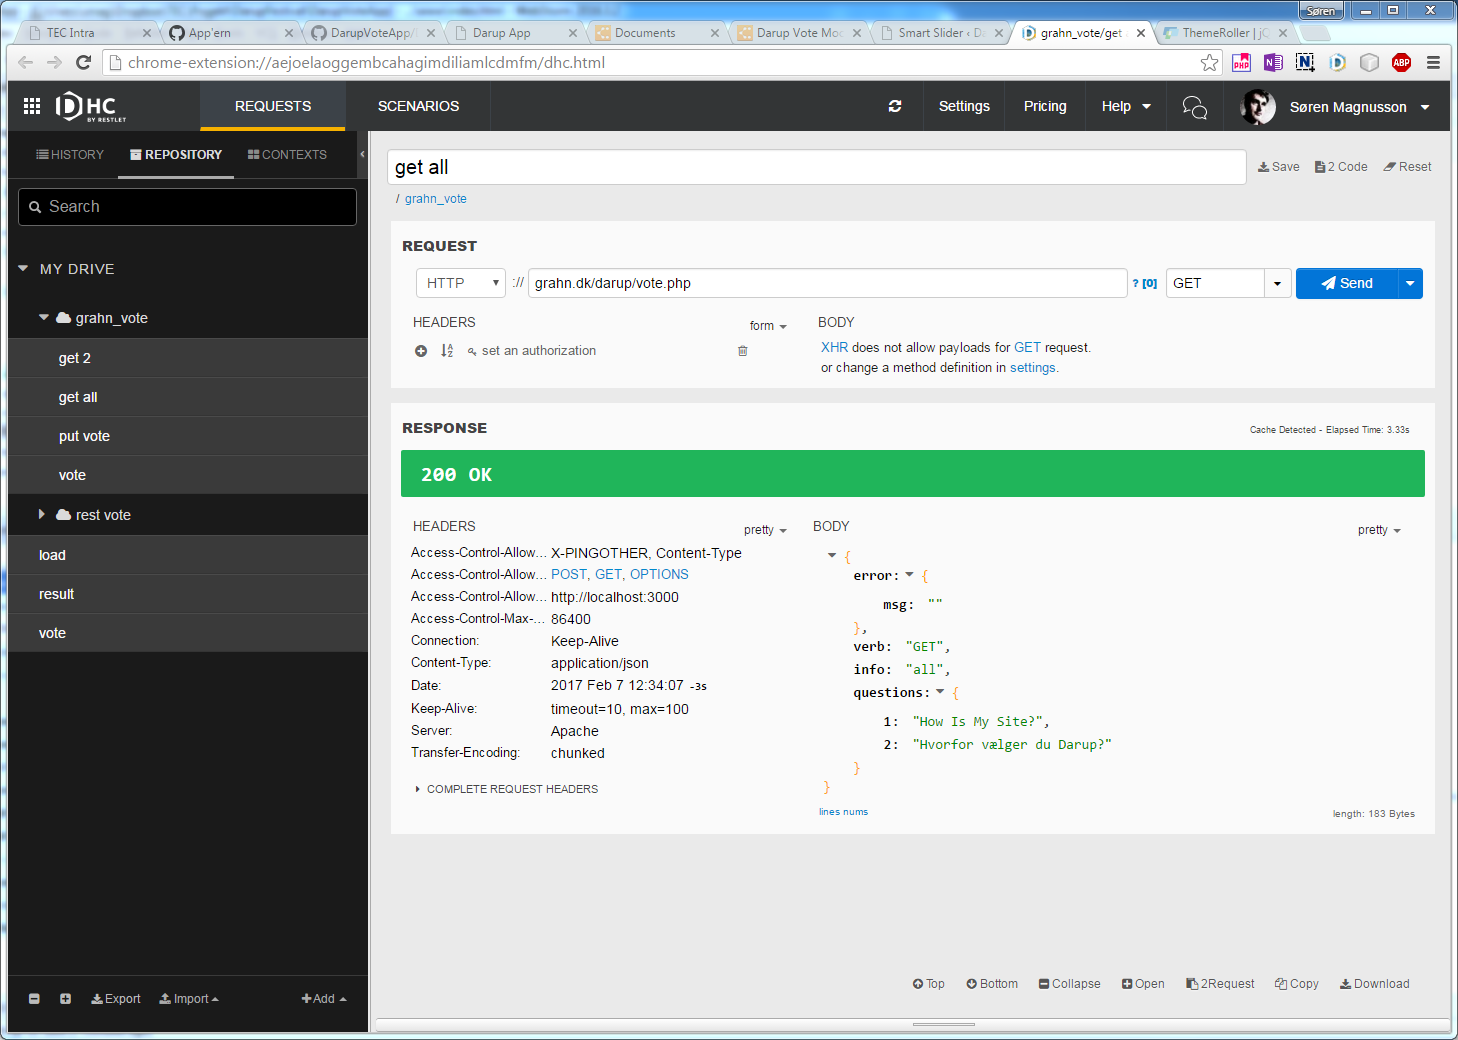 Søren
TEC Intra
App'ern
DarupVoteApp/
Darup App
Documents
Darup Vote Moc
Smart Slider ‹ Da
grahn_vote/get a
ThemeRoller | jQ
chrome-extension://aejoelaoggembcahagimdiliamlcdmfm/dhc.html
PHP
N
N
D
ABP
DHC
BY RESTLET
REQUESTS
SCENARIOS
Settings
Pricing
Help
Søren Magnusson
HISTORY
REPOSITORY
CONTEXTS
Search
MY DRIVE
grahn_vote
get 2
get all
put vote
vote
rest vote
load
result
vote
Export
Import
Add
get all
Save
2 Code
Reset
/ grahn_vote
REQUEST
HTTP
://
grahn.dk/darup/vote.php
? [0]
GET
Send
HEADERS
form
set an authorization
BODY
XHR does not allow payloads for GET request.
or change a method definition in settings.
RESPONSE
Cache Detected - Elapsed Time: 3.33s
200 OK
HEADERS
pretty
Access-Control-Allow... X-PINGOTHER, Content-Type
Access-Control-Allow... POST, GET, OPTIONS
Access-Control-Allow... http://localhost:3000
Access-Control-Max-... 86400
Connection: Keep-Alive
Content-Type: application/json
Date: 2017 Feb 7 12:34:07 -3s
Keep-Alive: timeout=10, max=100
Server: Apache
Transfer-Encoding: chunked
COMPLETE REQUEST HEADERS
BODY
pretty
{
error: {
msg: ""
},
verb: "GET",
info: "all",
questions: {
1: "How Is My Site?",
2: "Hvorfor vælger du Darup?"
}
}
lines nums
length: 183 Bytes
Top
Bottom
Collapse
Open
2Request
Copy
Download